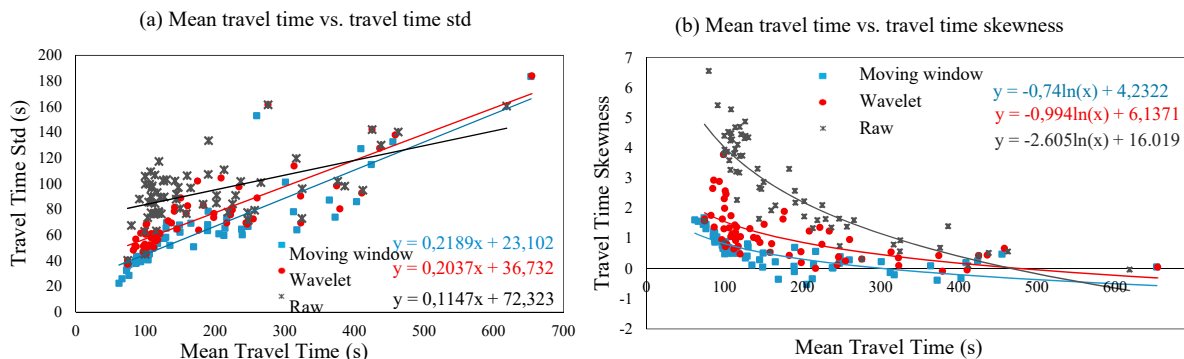 (a) Mean travel time vs. travel time std
Travel Time Std (s)
200
180
160
140
120
100
80
60
40
20
0
0 100 200 300 400 500 600 700
Mean Travel Time (s)
Moving window
Wavelet
Raw
y = 0,2189x + 23,102
y = 0,2037x + 36,732
y = 0,1147x + 72,323
(b) Mean travel time vs. travel time skewness
Travel Time Skewness
7
6
5
4
3
2
1
0
-1
-2
0 100 200 300 400 500 600
Mean Travel Time (s)
Moving window
Wavelet
Raw
y = -0,74ln(x) + 4,2322
y = -0,994ln(x) + 6,1371
y = -2.605ln(x) + 16.019